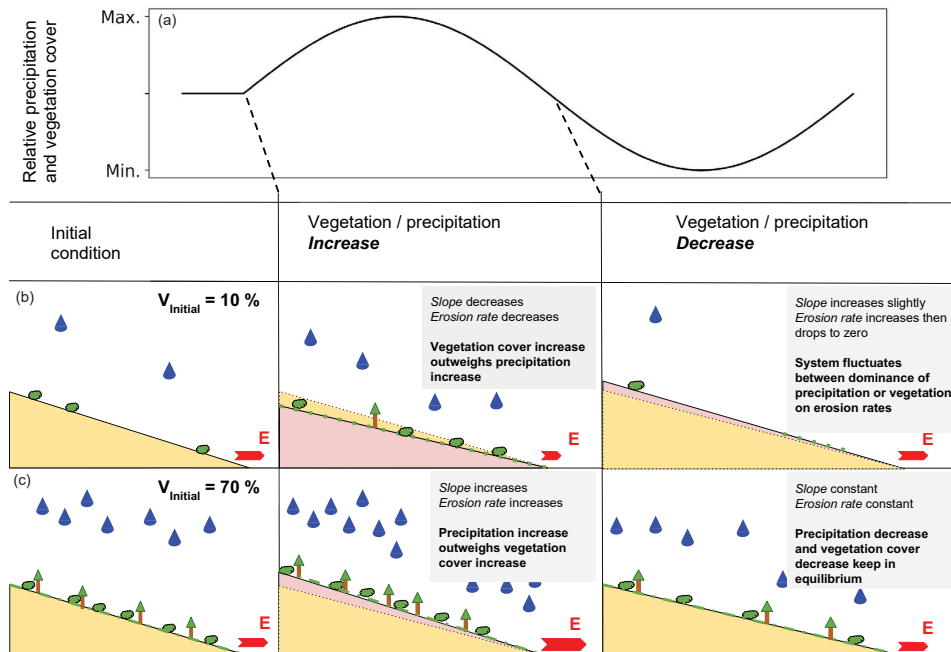 Relative precipitation
and vegetation cover
Max.
(a)
Min.
Initial
condition
Vegetation / precipitation
Increase
Vegetation / precipitation
Decrease
(b)
V_Initial = 10 %
E
Slope decreases
Erosion rate decreases
Vegetation cover increase
outweighs precipitation
increase
E
Slope increases slightly
Erosion rate increases then
drops to zero
System fluctuates
between dominance of
precipitation or vegetation
on erosion rates
E
(c)
V_Initial = 70 %
E
Slope increases
Erosion rate increases
Precipitation increase
outweighs vegetation
cover increase
E
Slope constant
Erosion rate constant
Precipitation decrease
and vegetation cover
decrease keep in
equilibrium
E